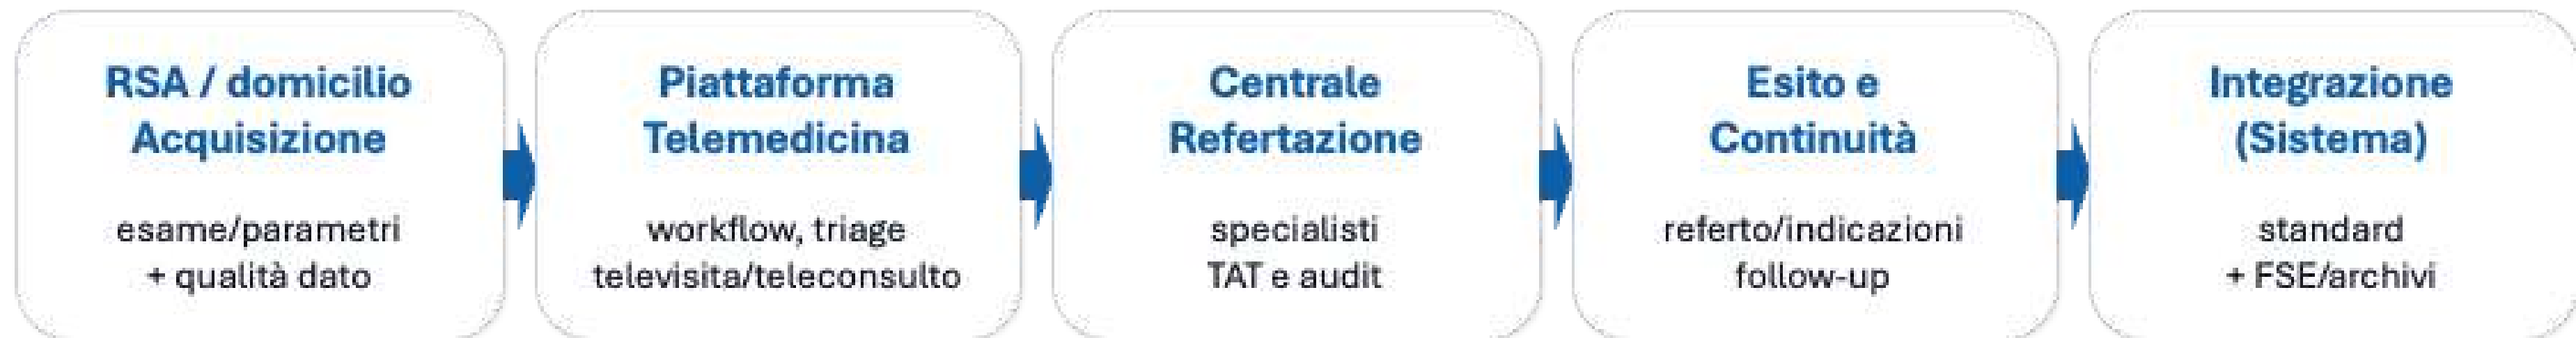 RSA / domicilio
Acquisizione
esame/parametri
+ qualità dato
Piattaforma
Telemedicina
workflow, triage
televisita/teleconsulto
Centrale
Refertazione
specialisti
TAT e audit
Esito e
Continuità
referto/indicazioni
follow-up
Integrazione
(Sistema)
standard
+ FSE/archivi